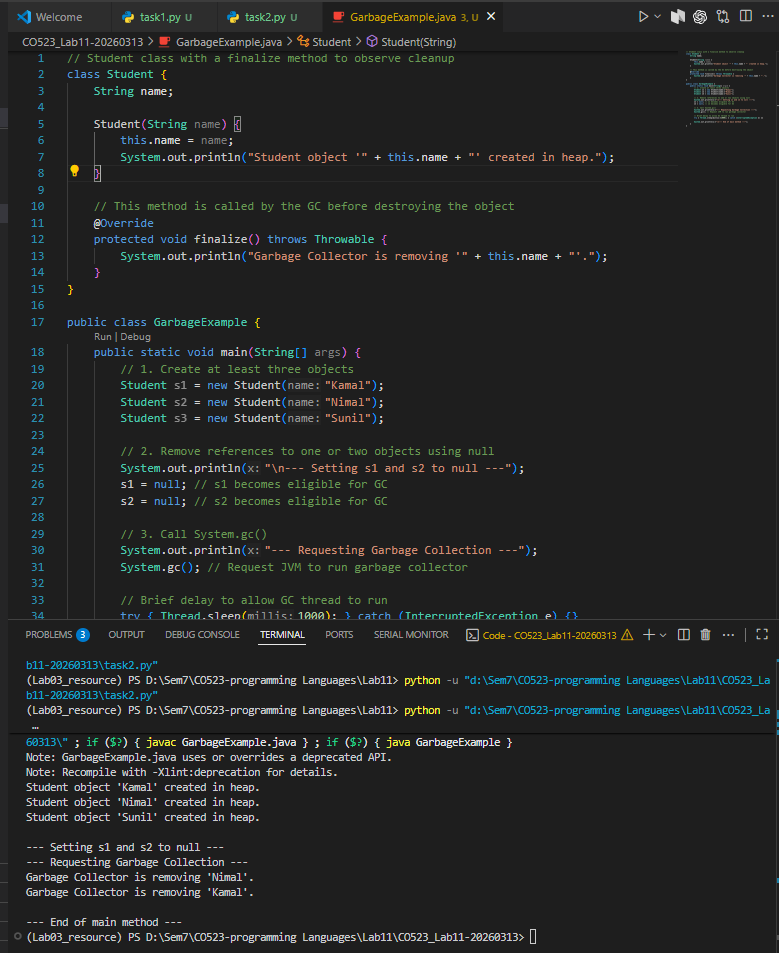 Welcome task1.py U task2.py U GarbageExample.java 3, U
CO523_Lab11-20260313 > GarbageExample.java > Student > Student(String)
1 // Student class with a finalize method to observe cleanup
2 class Student {
3 String name;
4
5 Student(String name) {
6 this.name = name;
7 System.out.println("Student object '" + this.name + "' created in heap.");
8 }
9
10 // This method is called by the GC before destroying the object
11 @Override
12 protected void finalize() throws Throwable {
13 System.out.println("Garbage Collector is removing '" + this.name + "'.");
14 }
15 }
16
17 public class GarbageExample {
Run | Debug
18 public static void main(String[] args) {
19 // 1. Create at least three objects
20 Student s1 = new Student(name: "Kamal");
21 Student s2 = new Student(name: "Nimal");
22 Student s3 = new Student(name: "Sunil");
23
24 // 2. Remove references to one or two objects using null
25 System.out.println(x: "\n--- Setting s1 and s2 to null ---");
26 s1 = null; // s1 becomes eligible for GC
27 s2 = null; // s2 becomes eligible for GC
28
29 // 3. Call System.gc()
30 System.out.println(x: "--- Requesting Garbage Collection ---");
31 System.gc(); // Request JVM to run garbage collector
32
33 // Brief delay to allow GC thread to run
34 try { Thread.sleep(millis: 1000); } catch (InterruptedException e) {}
PROBLEMS 3 OUTPUT DEBUG CONSOLE TERMINAL PORTS SERIAL MONITOR Code - CO523_Lab11-20260313
b11-20260313\task2.py"
(Lab03_resource) PS D:\Sem7\CO523-programming Languages\Lab11> python -u "d:\Sem7\CO523-programming Languages\Lab11\CO523_La
b11-20260313\task2.py"
(Lab03_resource) PS D:\Sem7\CO523-programming Languages\Lab11> python -u "d:\Sem7\CO523-programming Languages\Lab11\CO523_La
…
60313\" ; if ($?) { javac GarbageExample.java } ; if ($?) { java GarbageExample }
Note: GarbageExample.java uses or overrides a deprecated API.
Note: Recompile with -Xlint:deprecation for details.
Student object 'Kamal' created in heap.
Student object 'Nimal' created in heap.
Student object 'Sunil' created in heap.

--- Setting s1 and s2 to null ---
--- Requesting Garbage Collection ---
Garbage Collector is removing 'Nimal'.
Garbage Collector is removing 'Kamal'.

--- End of main method ---
(Lab03_resource) PS D:\Sem7\CO523-programming Languages\Lab11\CO523_Lab11-20260313>